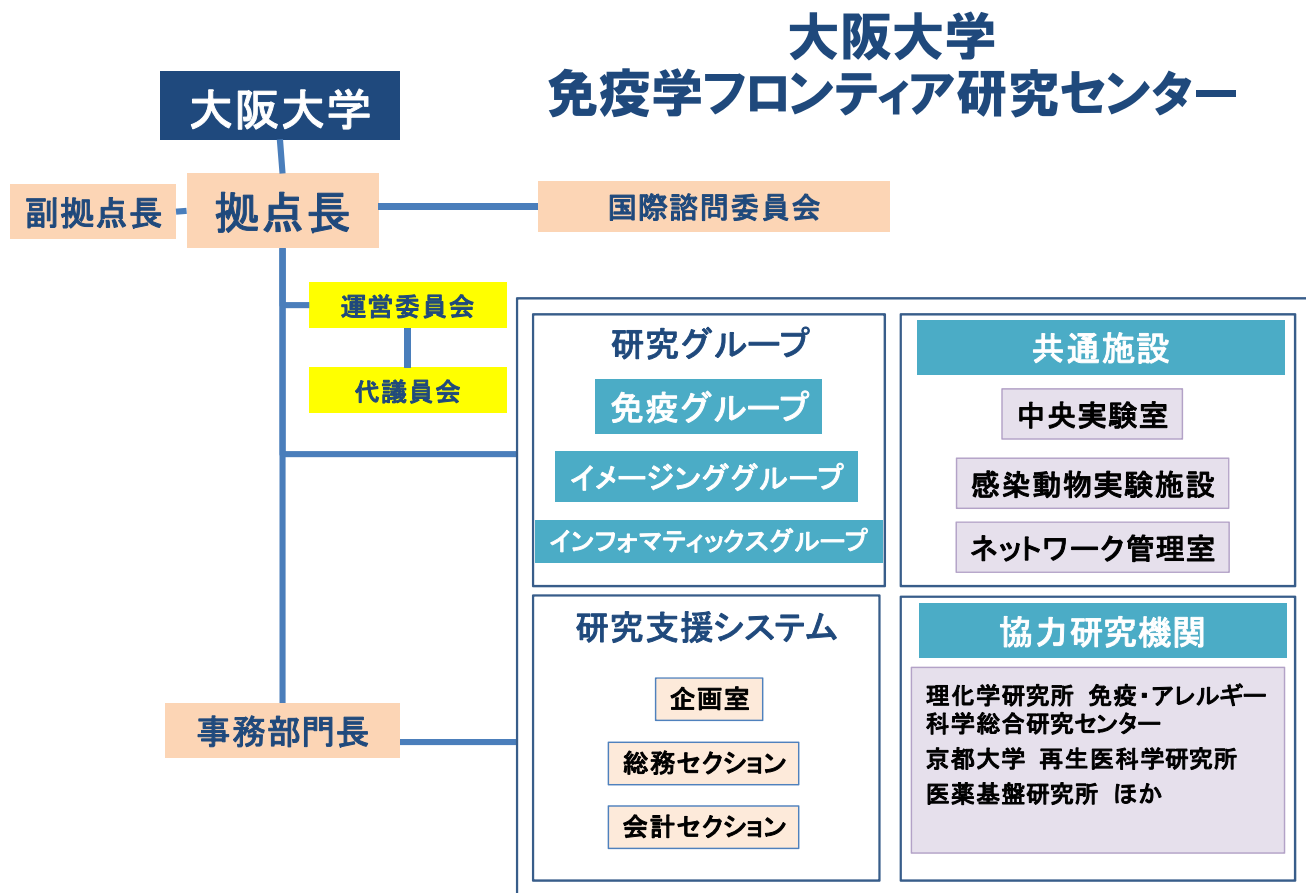 大阪大学
免疫学フロンティア研究センター
大阪大学
副拠点長
拠点長
国際諮問委員会
運営委員会
代議員会
研究グループ
免疫グループ
イメージンググループ
インフォマティックスグループ
共通施設
中央実験室
感染動物実験施設
ネットワーク管理室
研究支援システム
企画室
総務セクション
会計セクション
協力研究機関
理化学研究所 免疫・アレルギー
科学総合研究センター
京都大学 再生医科学研究所
医薬基盤研究所 ほか
事務部門長